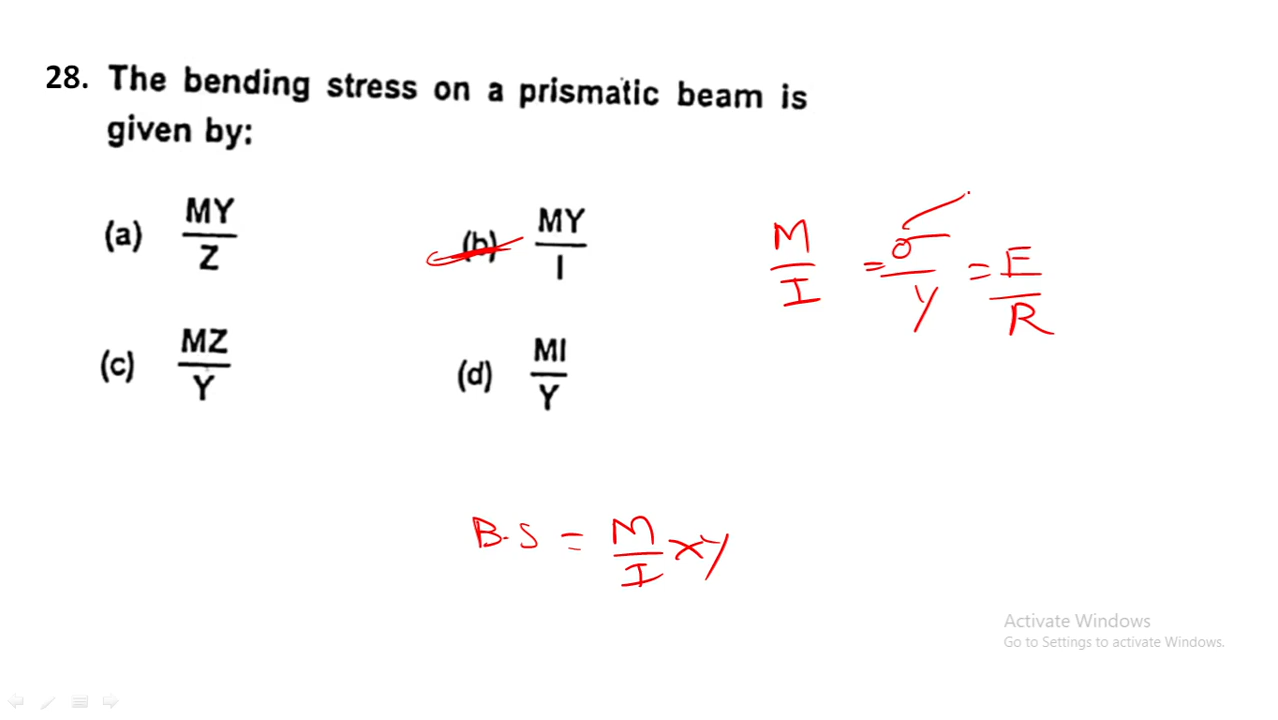 28. The bending stress on a prismatic beam is
given by:
(a) MY/Z (b) MY/I
(c) MZ/Y (d) MI/Y
M/I = σ/y = E/R
B.S = M/I x y
Activate Windows
Go to Settings to activate Windows.